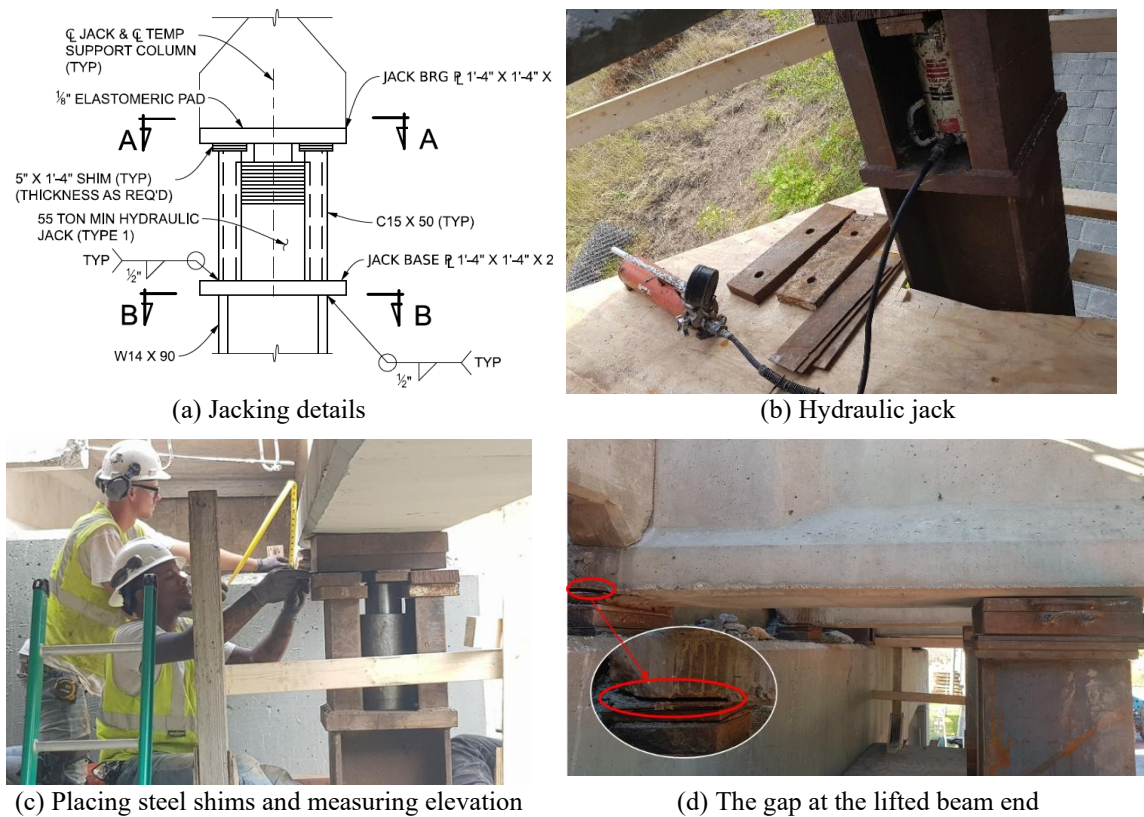 ℄ JACK & ℄ TEMP
SUPPORT COLUMN
(TYP)
JACK BRG ℙ 1'-4" X 1'-4" X
⅛" ELASTOMERIC PAD
A
A
5" X 1'-4" SHIM (TYP)
(THICKNESS AS REQ'D)
55 TON MIN HYDRAULIC
JACK (TYPE 1)
C15 X 50 (TYP)
TYP
½"
JACK BASE ℙ 1'-4" X 1'-4" X 2
B
B
W14 X 90
TYP
½"
(a) Jacking details
(b) Hydraulic jack
(c) Placing steel shims and measuring elevation
(d) The gap at the lifted beam end